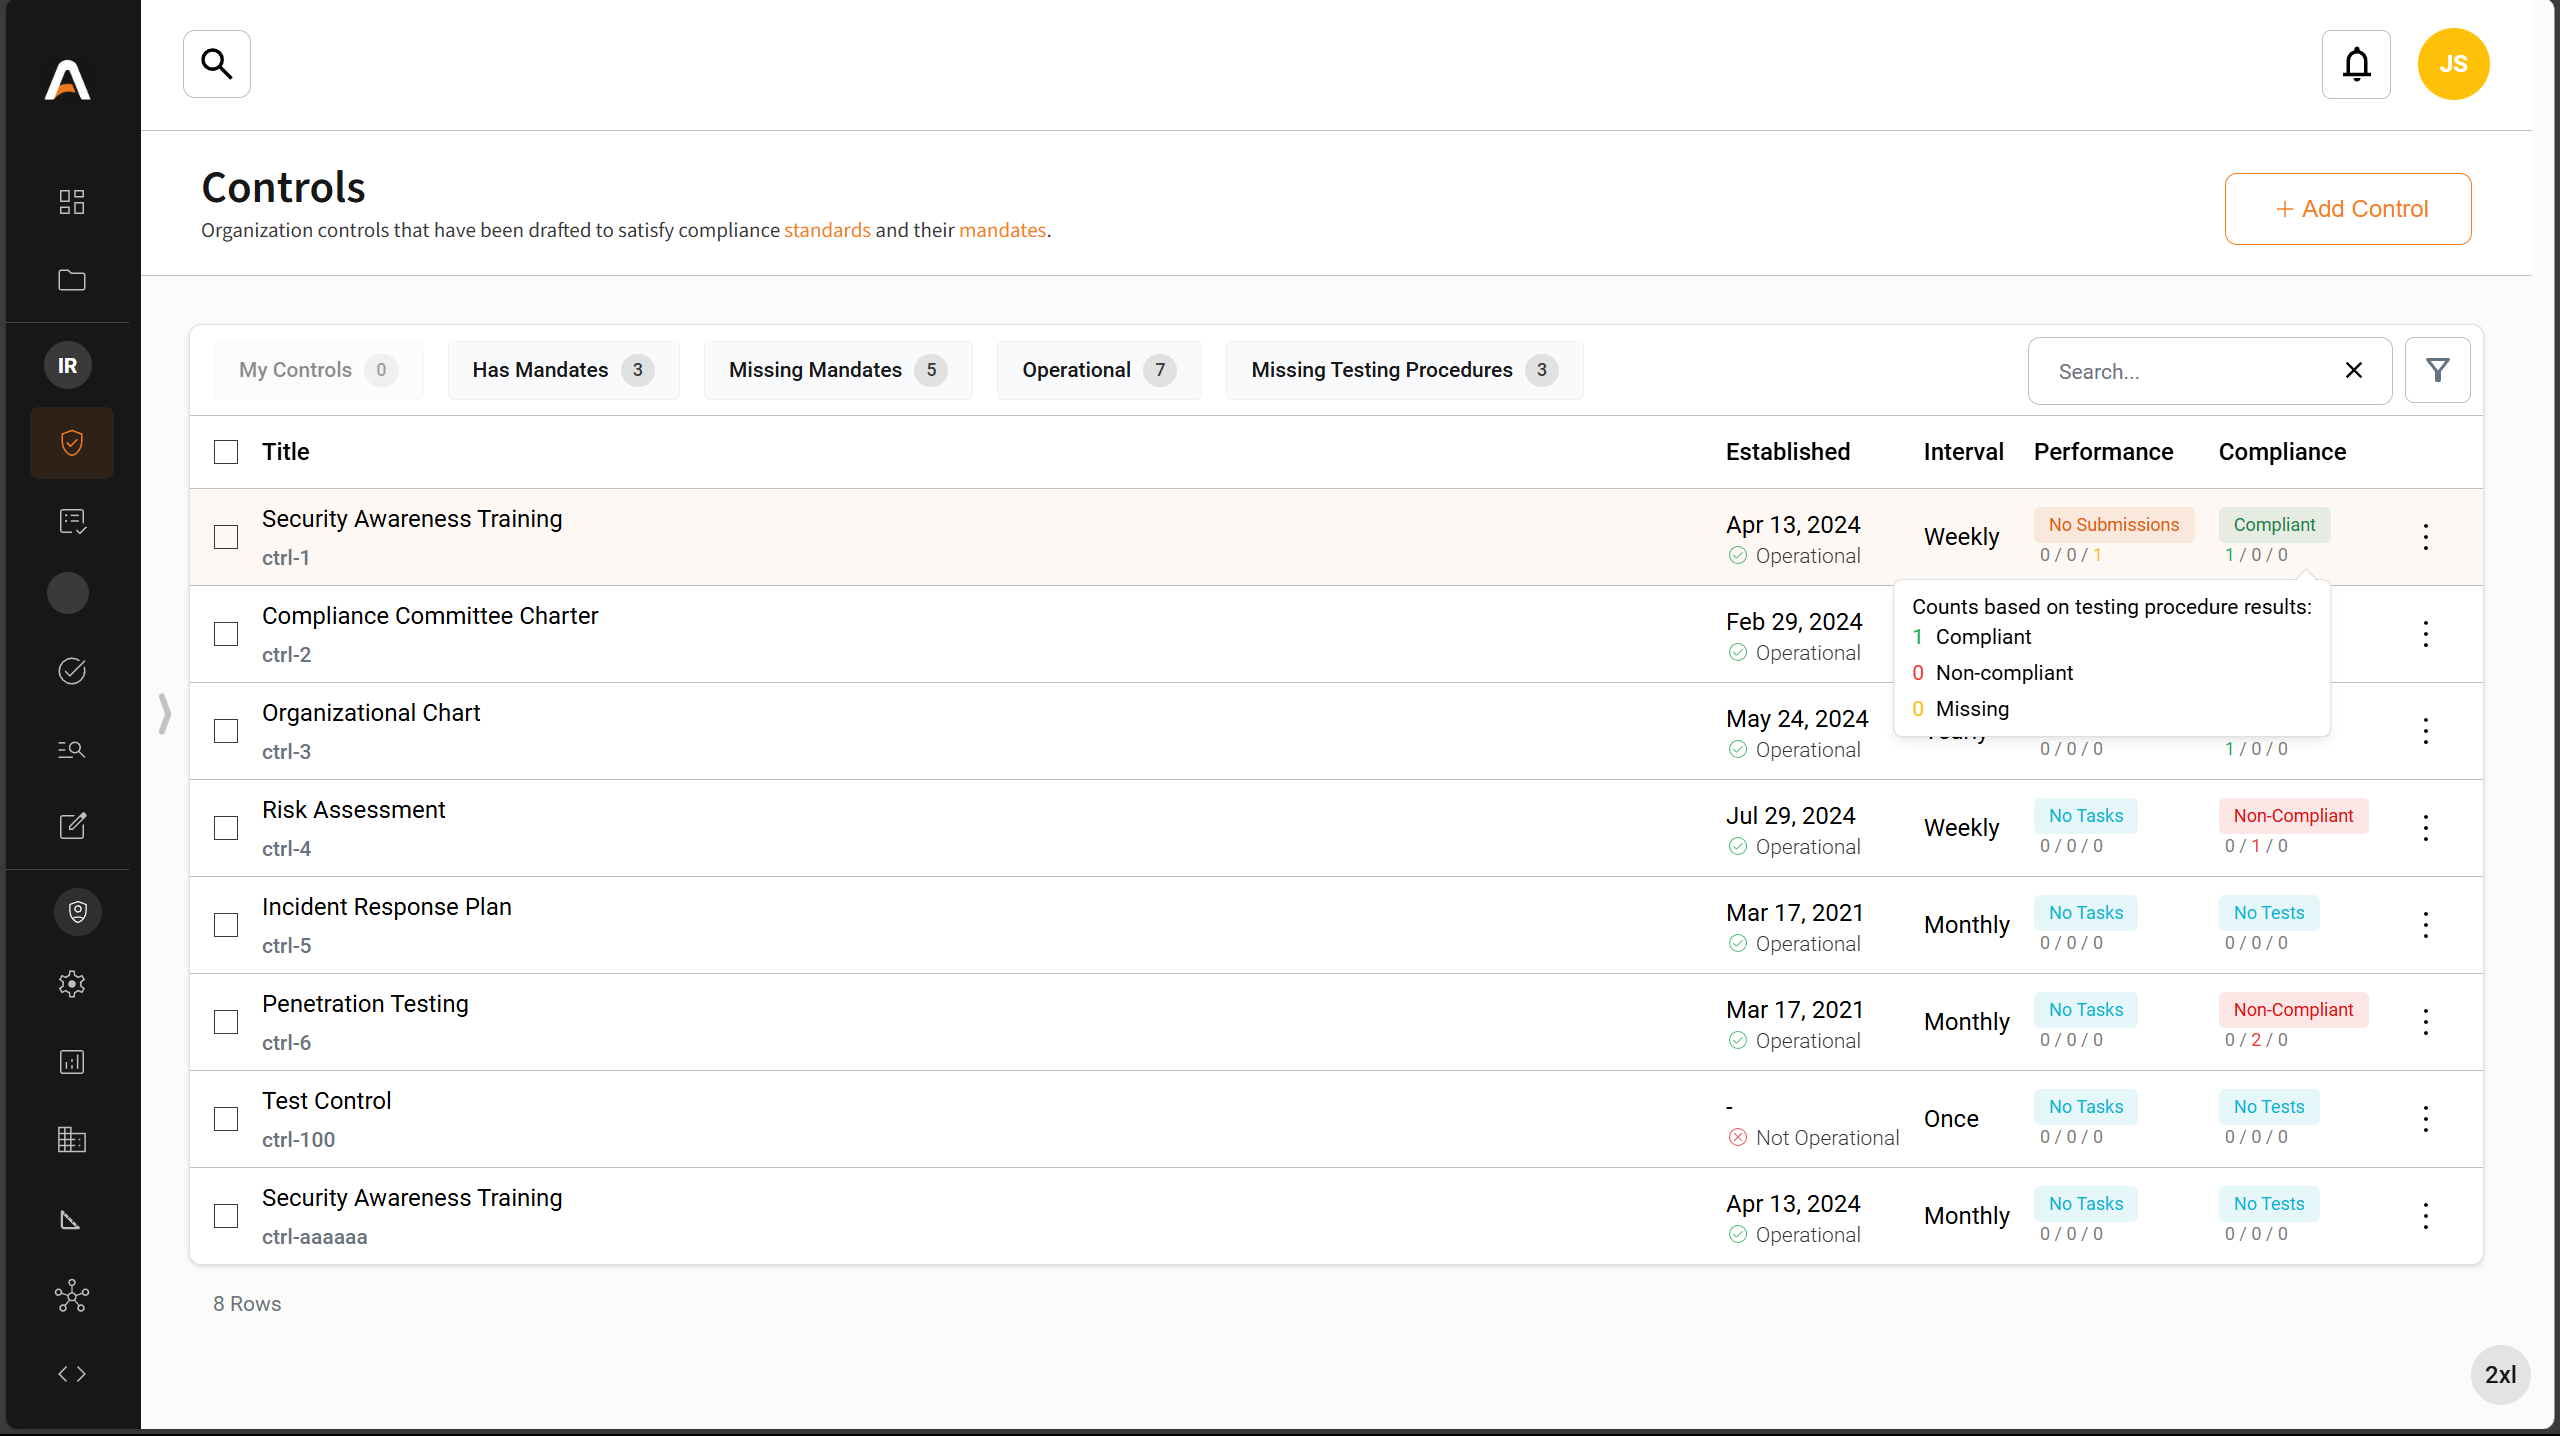 JS
Controls
Organization controls that have been drafted to satisfy compliance standards and their mandates.
+ Add Control
IR
My Controls 0 Has Mandates 3 Missing Mandates 5 Operational 7 Missing Testing Procedures 3 Search...
Title Established Interval Performance Compliance
Security Awareness Training
ctrl-1
Apr 13, 2024
Operational
Weekly
No Submissions
0 / 0 / 1
Compliant
1 / 0 / 0
Counts based on testing procedure results:
1 Compliant
0 Non-compliant
0 Missing
Compliance Committee Charter
ctrl-2
Feb 29, 2024
Operational
Organizational Chart
ctrl-3
May 24, 2024
Operational
0 / 0 / 0
1 / 0 / 0
Risk Assessment
ctrl-4
Jul 29, 2024
Operational
Weekly
No Tasks
0 / 0 / 0
Non-Compliant
0 / 1 / 0
Incident Response Plan
ctrl-5
Mar 17, 2021
Operational
Monthly
No Tasks
0 / 0 / 0
No Tests
0 / 0 / 0
Penetration Testing
ctrl-6
Mar 17, 2021
Operational
Monthly
No Tasks
0 / 0 / 0
Non-Compliant
0 / 2 / 0
Test Control
ctrl-100
-
Not Operational
Once
No Tasks
0 / 0 / 0
No Tests
0 / 0 / 0
Security Awareness Training
ctrl-aaaaaa
Apr 13, 2024
Operational
Monthly
No Tasks
0 / 0 / 0
No Tests
0 / 0 / 0
8 Rows
2xl